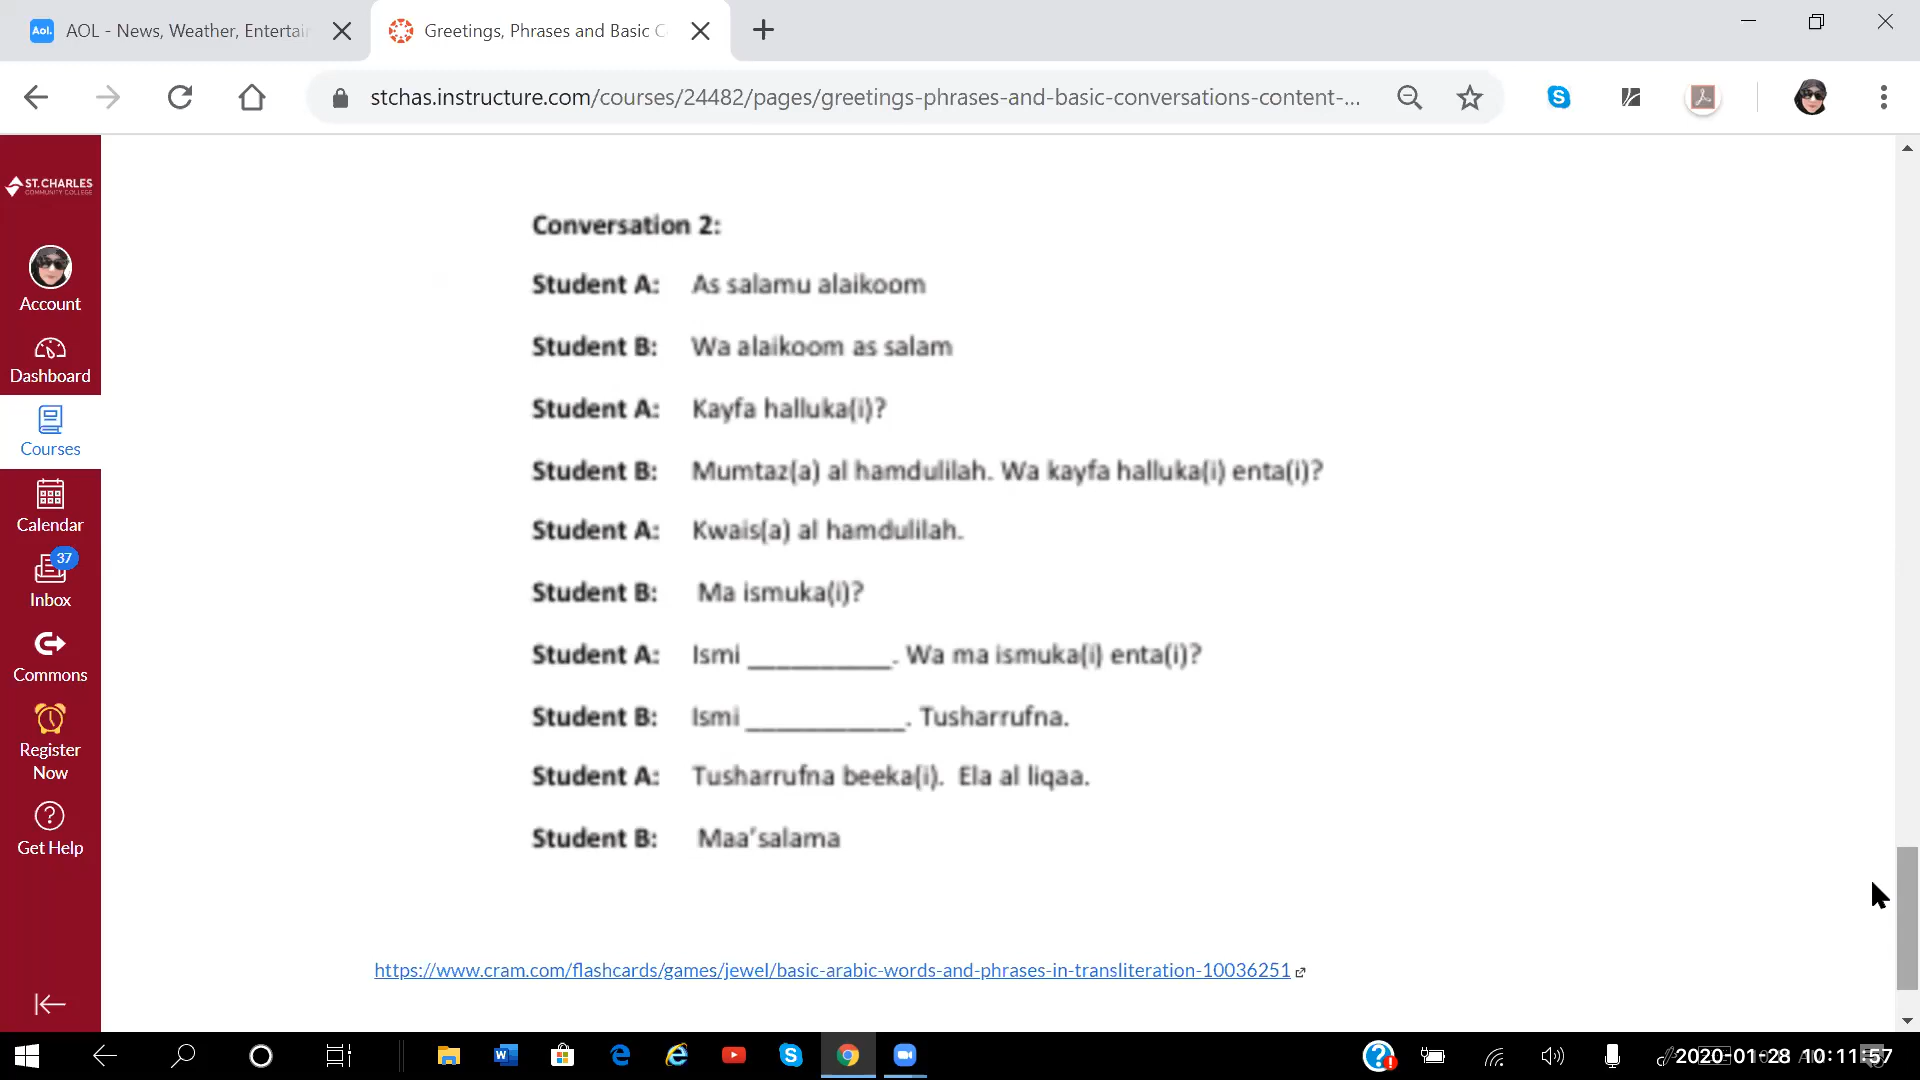 AOL - News, Weather, Entertai
Greetings, Phrases and Basic C
stchas.instructure.com/courses/24482/pages/greetings-phrases-and-basic-conversations-content-...
ST. CHARLES
COMMUNITY COLLEGE
Account
Dashboard
Courses
Calendar
37
Inbox
Commons
Register
Now
Get Help
Conversation 2:
Student A: As salamu alaikoom
Student B: Wa alaikoom as salam
Student A: Kayfa halluka(i)?
Student B: Mumtaz(a) al hamdulilah. Wa kayfa halluka(i) enta(i)?
Student A: Kwais(a) al hamdulilah.
Student B: Ma ismuka(i)?
Student A: Ismi __________. Wa ma ismuka(i) enta(i)?
Student B: Ismi ___________. Tusharrufna.
Student A: Tusharrufna beeka(i). Ela al liqaa.
Student B: Maa'salama
https://www.cram.com/flashcards/games/jewel/basic-arabic-words-and-phrases-in-transliteration-10036251
2020-01-28 10:11:57